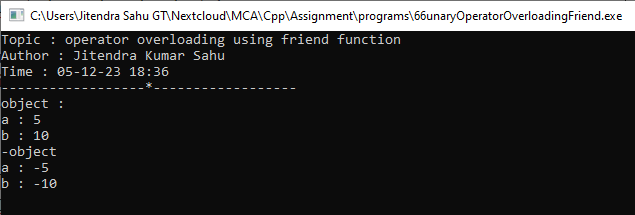 C:\Users\Jitendra Sahu GT\Nextcloud\MCA\Cpp\Assignment\programs\66unaryOperatorOverloadingFriend.exe
Topic : operator overloading using friend function
Author : Jitendra Kumar Sahu
Time : 05-12-23 18:36
------------------*------------------
object :
a : 5
b : 10
-object
a : -5
b : -10